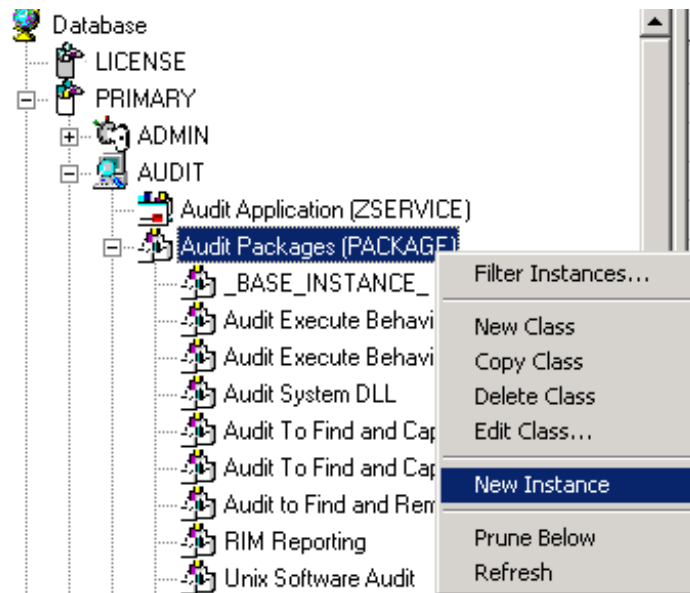 Database
LICENSE
PRIMARY
ADMIN
AUDIT
Audit Application (ZSERVICE)
Audit Packages (PACKAGE)
_BASE_INSTANCE_
Audit Execute Behavi
Audit Execute Behavi
Audit System DLL
Audit To Find and Cap
Audit To Find and Cap
Audit to Find and Rem
RIM Reporting
Unix Software Audit
Filter Instances...
New Class
Copy Class
Delete Class
Edit Class...
New Instance
Prune Below
Refresh